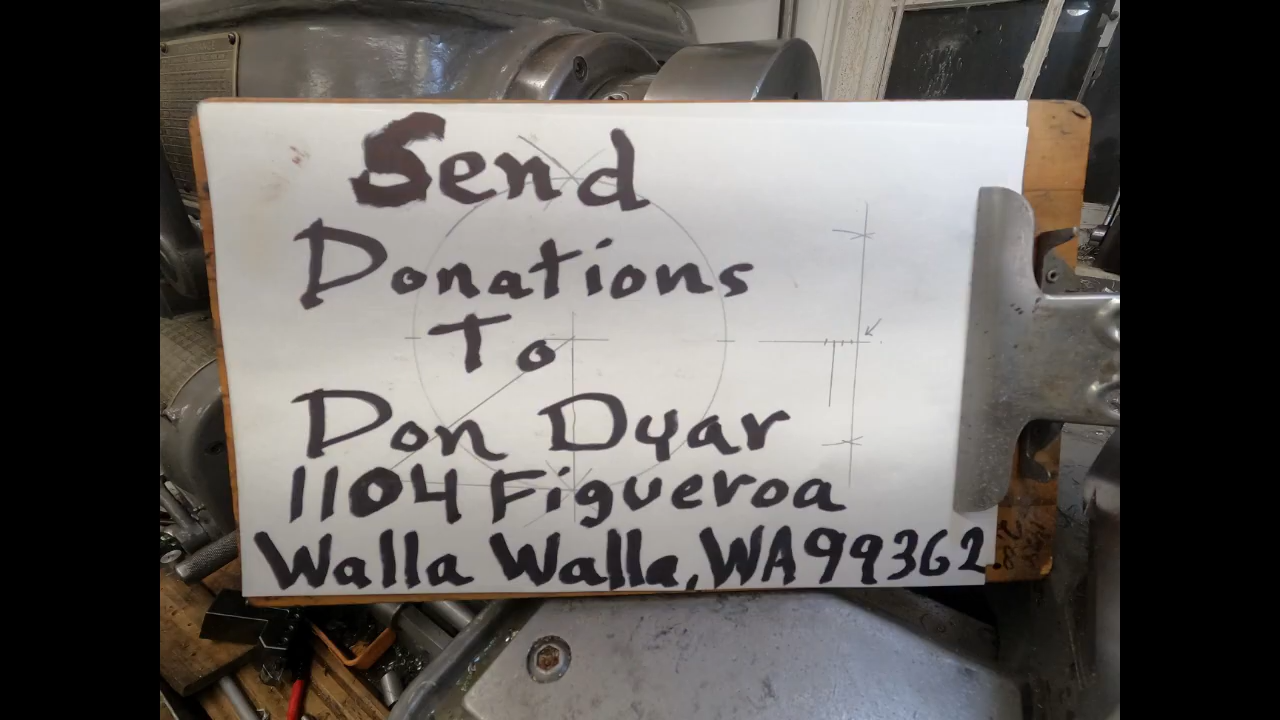 Send
Donations
To
Don Dyar
1104 Figueroa
Walla Walla, WA 99362.